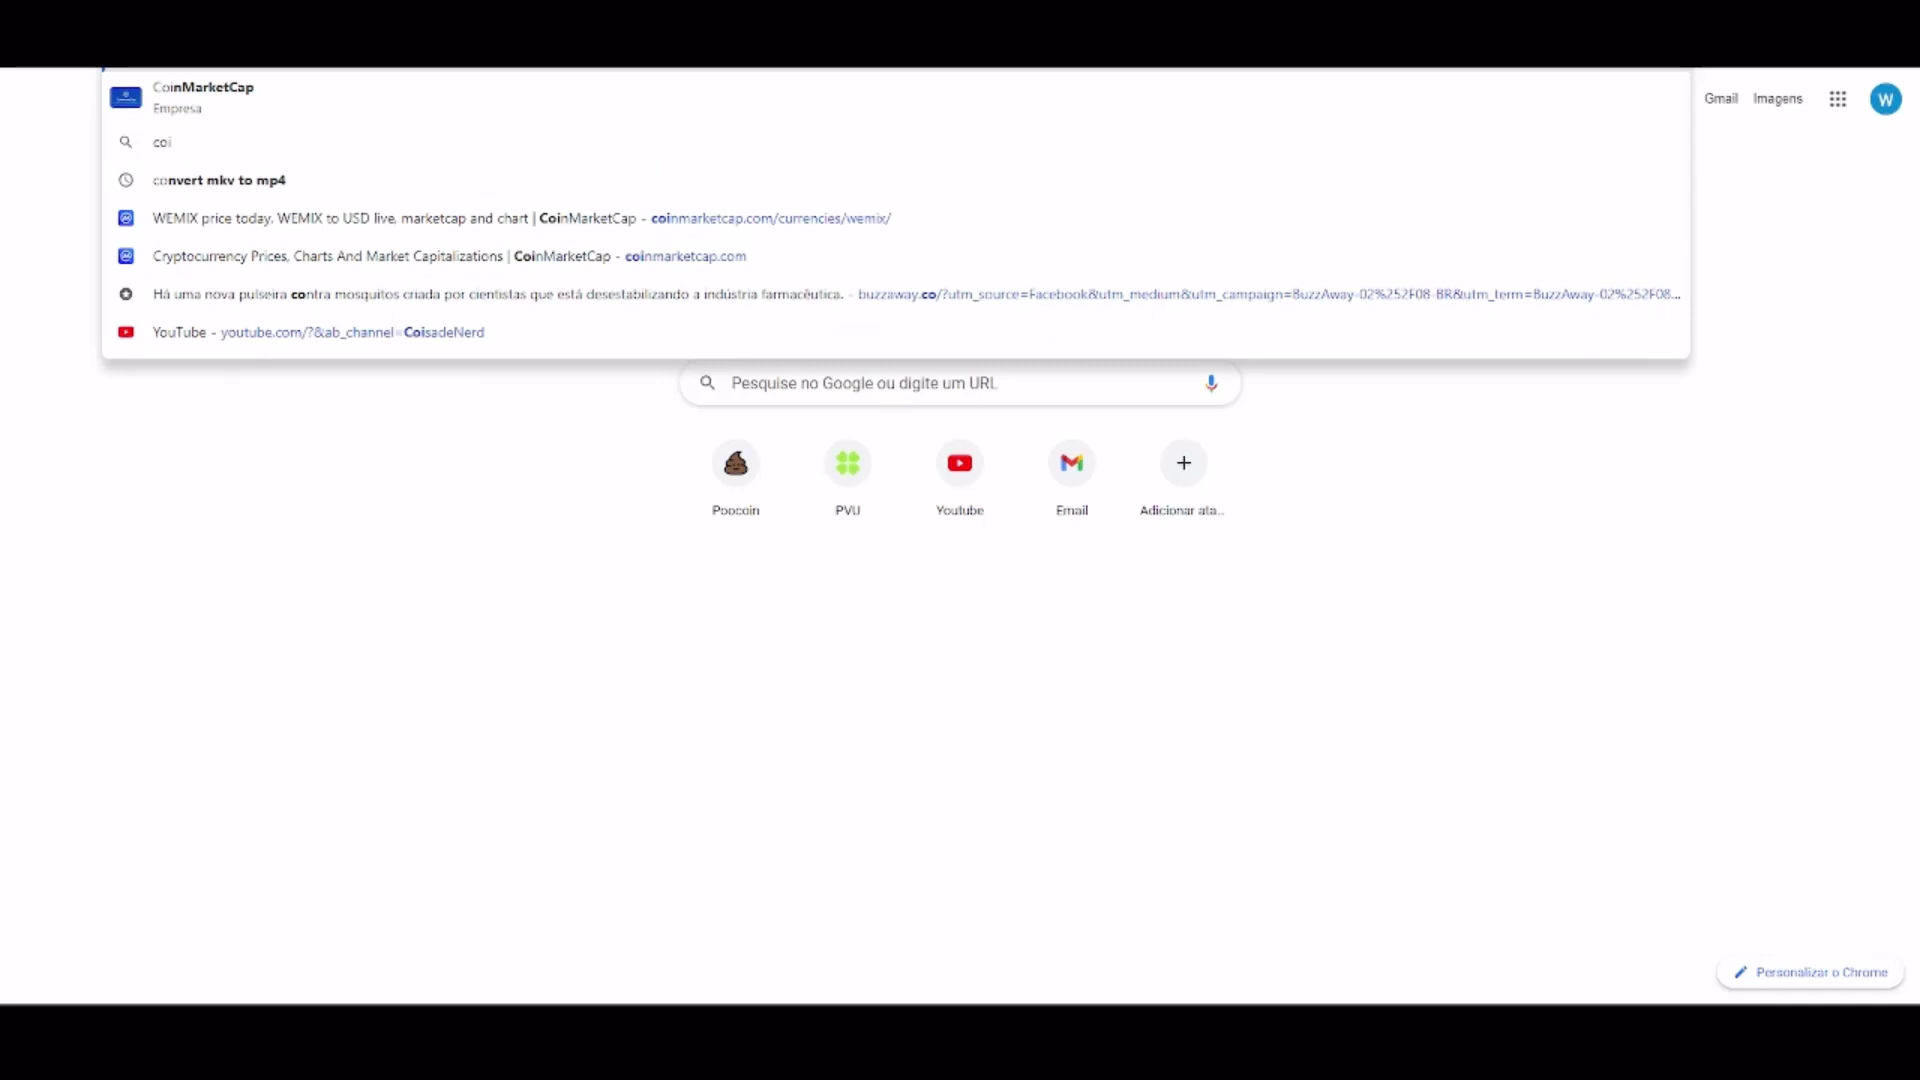 CoinMarketCap
Empresa
Gmail Imagens W
coi
convert mkv to mp4
WEMIX price today, WEMIX to USD live, marketcap and chart | CoinMarketCap - coinmarketcap.com/currencies/wemix/
Cryptocurrency Prices, Charts And Market Capitalizations | CoinMarketCap - coinmarketcap.com
Há uma nova pulseira contra mosquitos criada por cientistas que está desestabilizando a indústria farmacêutica. - buzzaway.co/?utm_source=Facebook&utm_medium&utm_campaign=BuzzAway-02%252F08-BR&utm_term=BuzzAway-02%252F08...
YouTube - youtube.com/?&ab_channel=CoisadeNerd
Pesquise no Google ou digite um URL
Poocoin PVU Youtube Email Adicionar ata...
Personalizar o Chrome